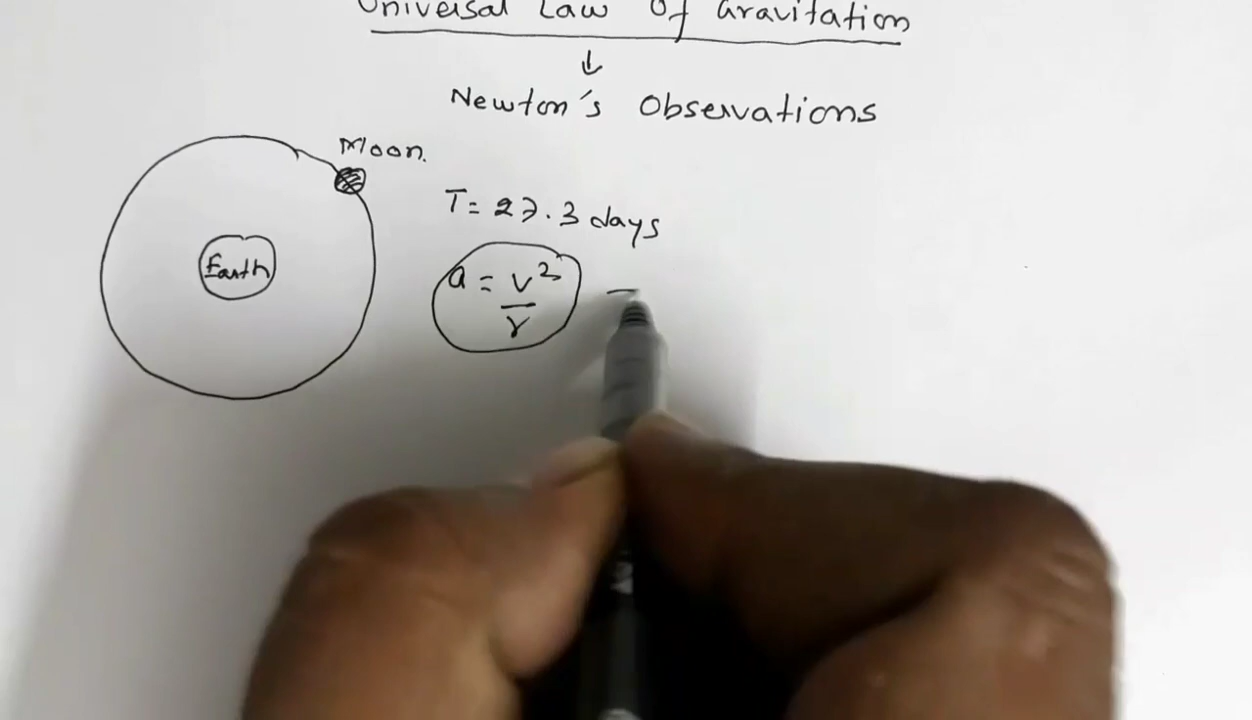 Universal Law Of Gravitation
↓
Newton's Observations
Moon.
T = 27.3 days
Earth
a = v²/r